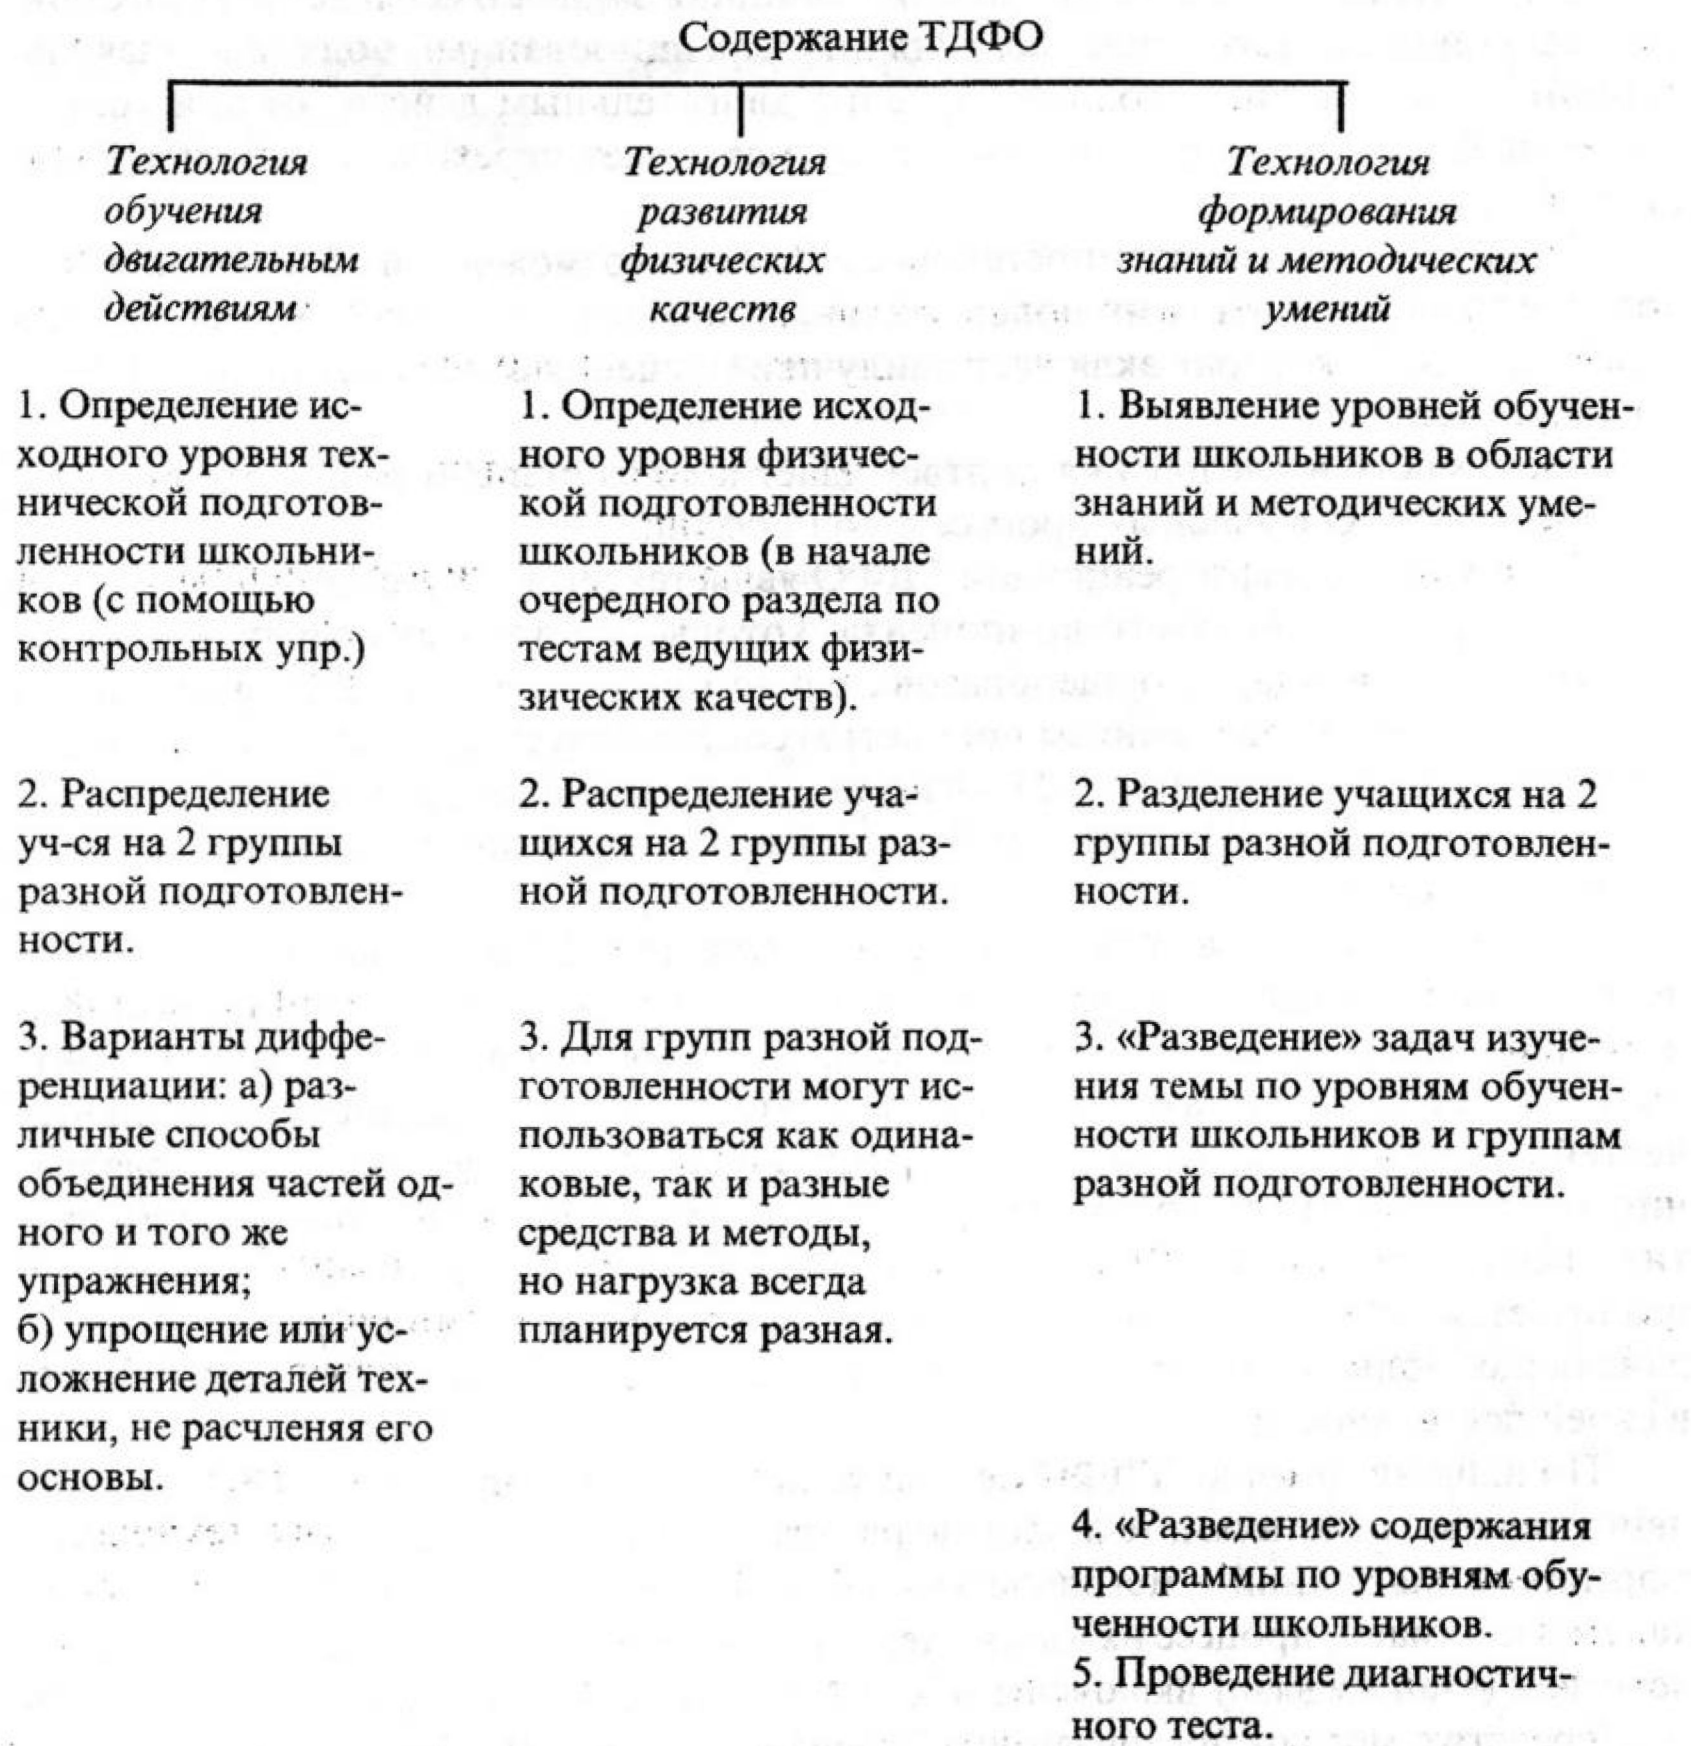 Содержание ТДФО
Технология
обучения
двигательным
действиям
Технология
развития
физических
качеств
Технология
формирования
знаний и методических
умений
1. Определение ис-
ходного уровня тех-
нической подготов-
ленности школьни-
ков (с помощью
контрольных упр.)
1. Определение исход-
ного уровня физичес-
кой подготовленности
школьников (в начале
очередного раздела по
тестам ведущих физи-
зических качеств).
1. Выявление уровней обучен-
ности школьников в области
знаний и методических уме-
ний.
2. Распределение
уч-ся на 2 группы
разной подготовлен-
ности.
2. Распределение уча-
щихся на 2 группы раз-
ной подготовленности.
2. Разделение учащихся на 2
группы разной подготовлен-
ности.
3. Варианты диффе-
ренциации: а) раз-
личные способы
объединения частей од-
ного и того же
упражнения;
б) упрощение или ус-
ложнение деталей тех-
ники, не расчленяя его
основы.
3. Для групп разной под-
готовленности могут ис-
пользоваться как одина-
ковые, так и разные
средства и методы,
но нагрузка всегда
планируется разная.
3. «Разведение» задач изуче-
ния темы по уровням обучен-
ности школьников и группам
разной подготовленности.
4. «Разведение» содержания
программы по уровням обу-
ченности школьников.
5. Проведение диагностич-
ного теста.